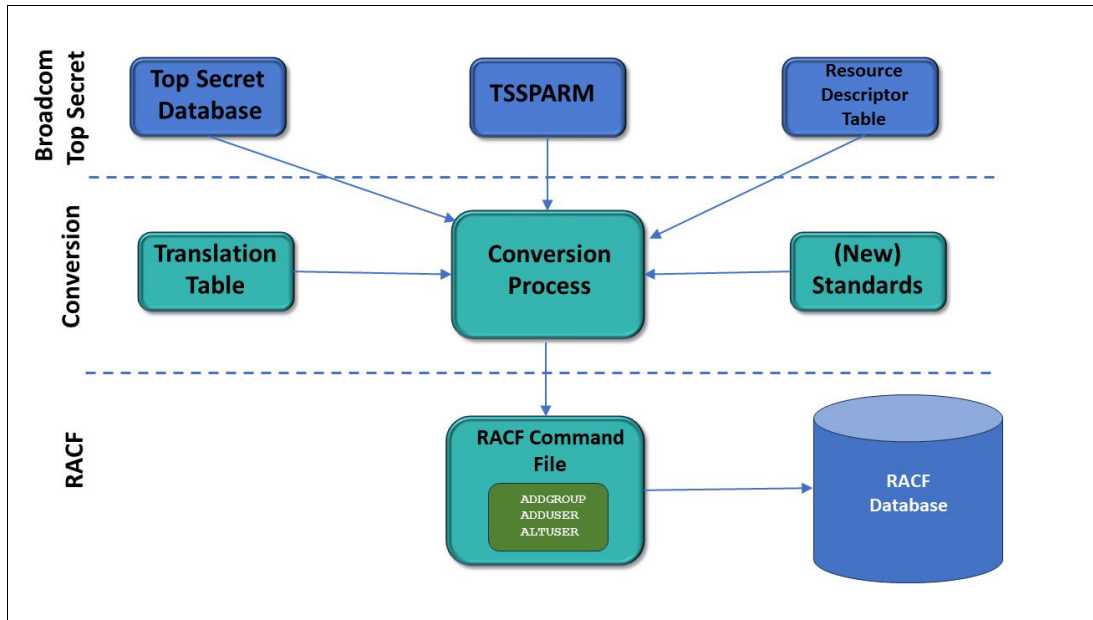 Broadcom
Top Secret
Top Secret
Database
TSSPARM
Resource
Descriptor
Table
Conversion
Translation
Table
Conversion
Process
(New)
Standards
RACF
RACF Command
File
ADDGROUP
ADDUSER
ALTUSER
RACF
Database